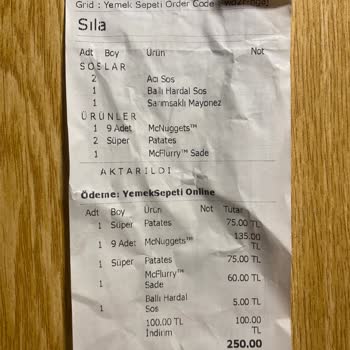 Grid : Yemek Sepeti Order Code :
Sıla
Adt Boy Ürün Not
SOSLAR
2 Acı Sos
1 Ballı Hardal Sos
1 Sarımsaklı Mayonez
ÜRÜNLER
1 9 Adet McNuggets™
2 Süper Patates
1 McFlurry™ Sade
AKTARILDI
Ödeme: YemekSepeti Online
Adt Boy Ürün Not Tutar
1 Süper Patates 75.00 TL
1 9 Adet McNuggets™ 135.00
TL
1 Süper Patates 75.00 TL
1 McFlurry™ 60.00 TL
Sade
1 Ballı Hardal 5.00 TL
Sos
100.00 TL 100.00
İndirim TL
250.00